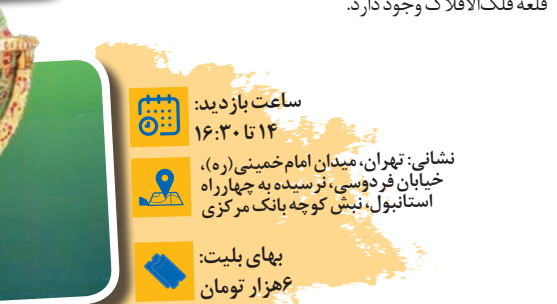 قلعه فلک‌الافلاک وجود دارد.
ساعت بازدید:
۱۴ تا ۱۶:۳۰
نشانی: تهران، میدان امام خمینی(ره)،
خیابان فردوسی، نرسیده به چهارراه
استانبول، نبش کوچه بانک مرکزی
بهای بلیت:
۶هزار تومان